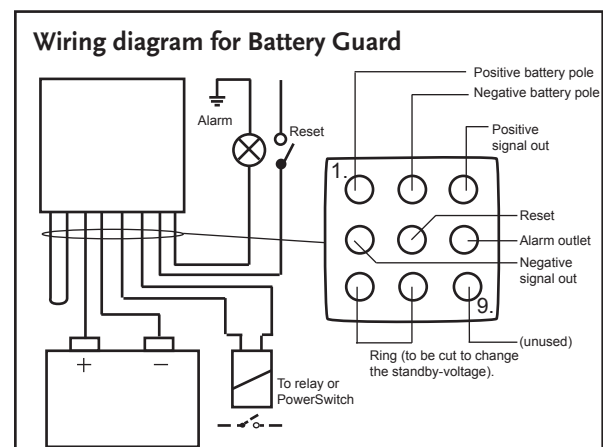 Wiring diagram for Battery Guard
Positive battery pole
Negative battery pole
Alarm
Reset
Positive
signal out
1.
Reset
Alarm outlet
Negative
signal out
9.
(unused)
Ring (to be cut to change
the standby-voltage).
+
−
To relay or
PowerSwitch